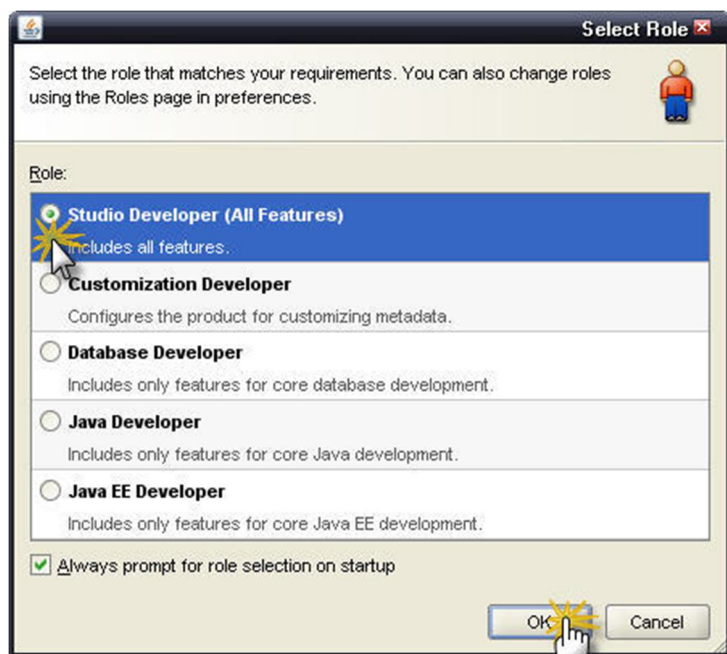 Select Role
Select the role that matches your requirements. You can also change roles
using the Roles page in preferences.
Role:
Studio Developer (All Features)
Includes all features.
Customization Developer
Configures the product for customizing metadata.
Database Developer
Includes only features for core database development.
Java Developer
Includes only features for core Java development.
Java EE Developer
Includes only features for core Java EE development.
Always prompt for role selection on startup
OK
Cancel